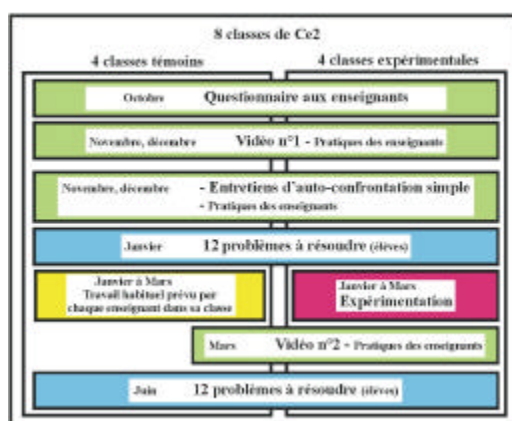 8 classes de Ce2
4 classes témoins
4 classes expérimentales
Octobre Questionnaire aux enseignants
Novembre, décembre Vidéo n°1 - Pratiques des enseignants
Novembre, décembre - Entretiens d'auto-confrontation simple
- Pratiques des enseignants
Janvier 12 problèmes à résoudre (élèves)
Janvier à Mars
Travail habituel prévu par
chaque enseignant dans sa classe
Janvier à Mars
Expérimentation
Mars Vidéo n°2 - Pratiques des enseignants
Juin 12 problèmes à résoudre (élèves)